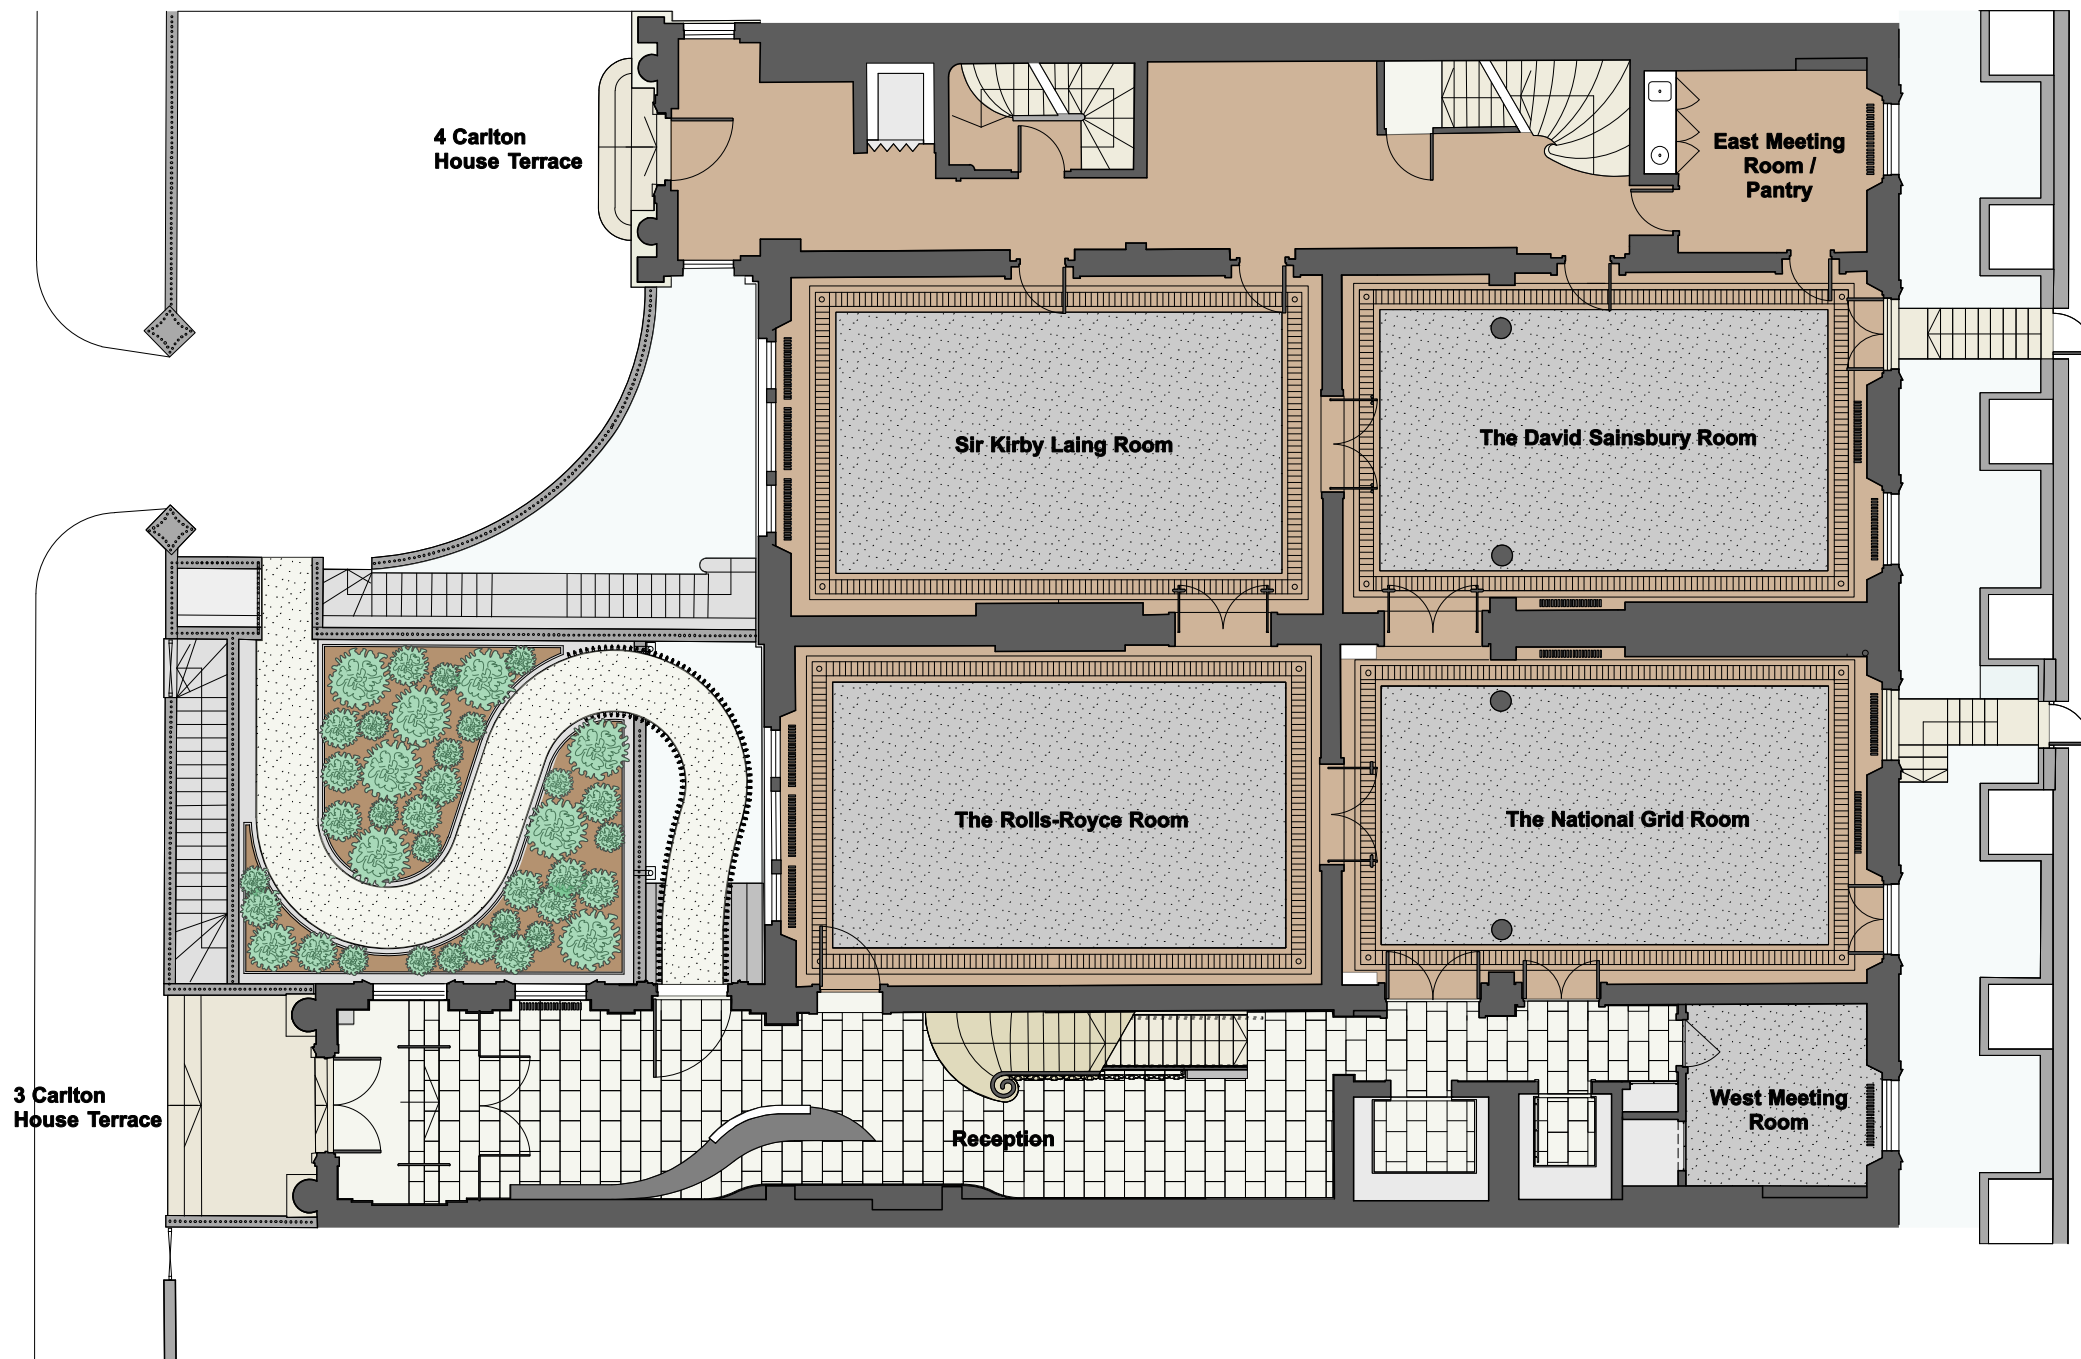 4 Carlton
House Terrace
East Meeting
Room /
Pantry
Sir Kirby Laing Room
The David Sainsbury Room
The Rolls-Royce Room
The National Grid Room
3 Carlton
House Terrace
Reception
West Meeting
Room